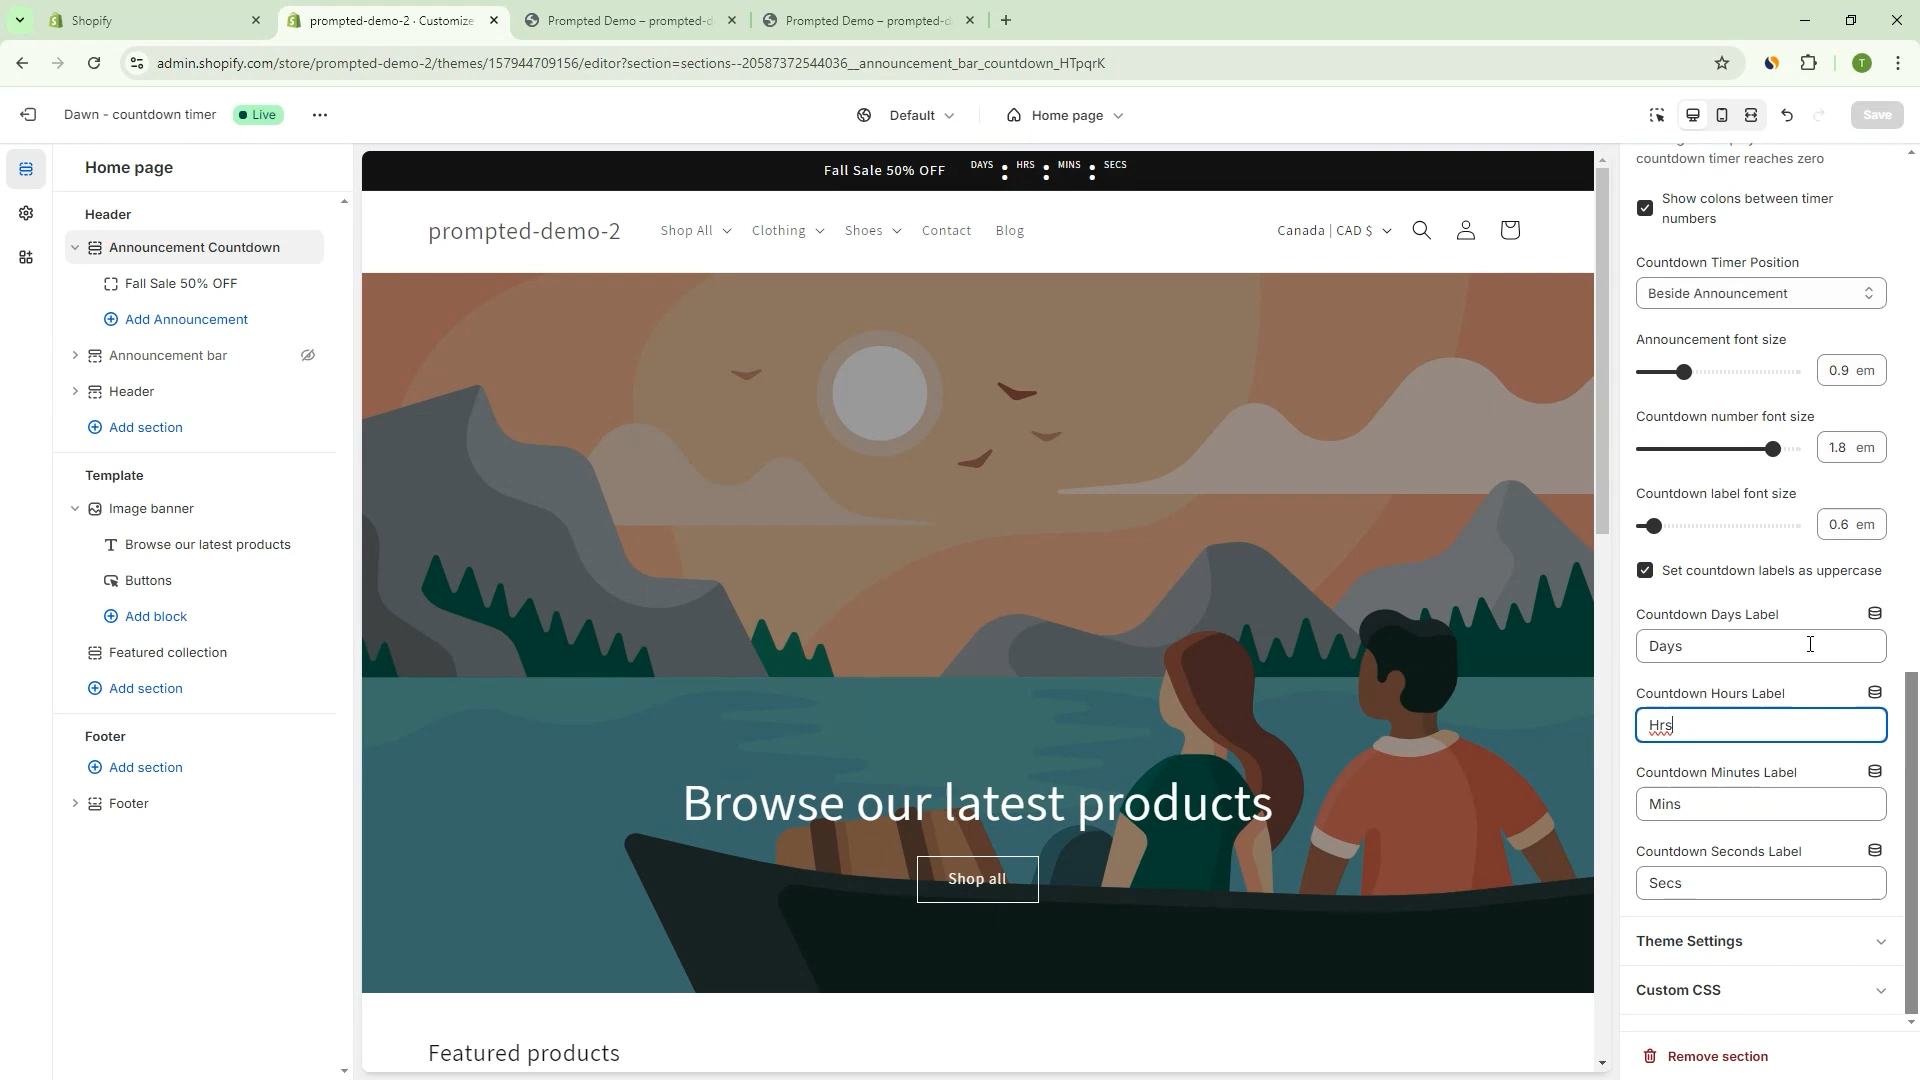 Shopify
prompted-demo-2 · Customize
Prompted Demo – prompted-d
Prompted Demo – prompted-d
admin.shopify.com/store/prompted-demo-2/themes/157944709156/editor?section=sections--20587372544036__announcement_bar_countdown_HTpqrK
T
Dawn - countdown timer
Live
Default
Home page
Save
Home page
Header
Announcement Countdown
Fall Sale 50% OFF
Add Announcement
Announcement bar
Header
Add section
Template
Image banner
Browse our latest products
Buttons
Add block
Featured collection
Add section
Footer
Add section
Footer
Fall Sale 50% OFF
DAYS : HRS : MINS : SECS
prompted-demo-2
Shop All
Clothing
Shoes
Contact
Blog
Canada | CAD $
Browse our latest products
Shop all
Featured products
countdown timer reaches zero
Show colons between timer
numbers
Countdown Timer Position
Beside Announcement
Announcement font size
0.9 em
Countdown number font size
1.8 em
Countdown label font size
0.6 em
Set countdown labels as uppercase
Countdown Days Label
Days
Countdown Hours Label
Hrs
Countdown Minutes Label
Mins
Countdown Seconds Label
Secs
Theme Settings
Custom CSS
Remove section